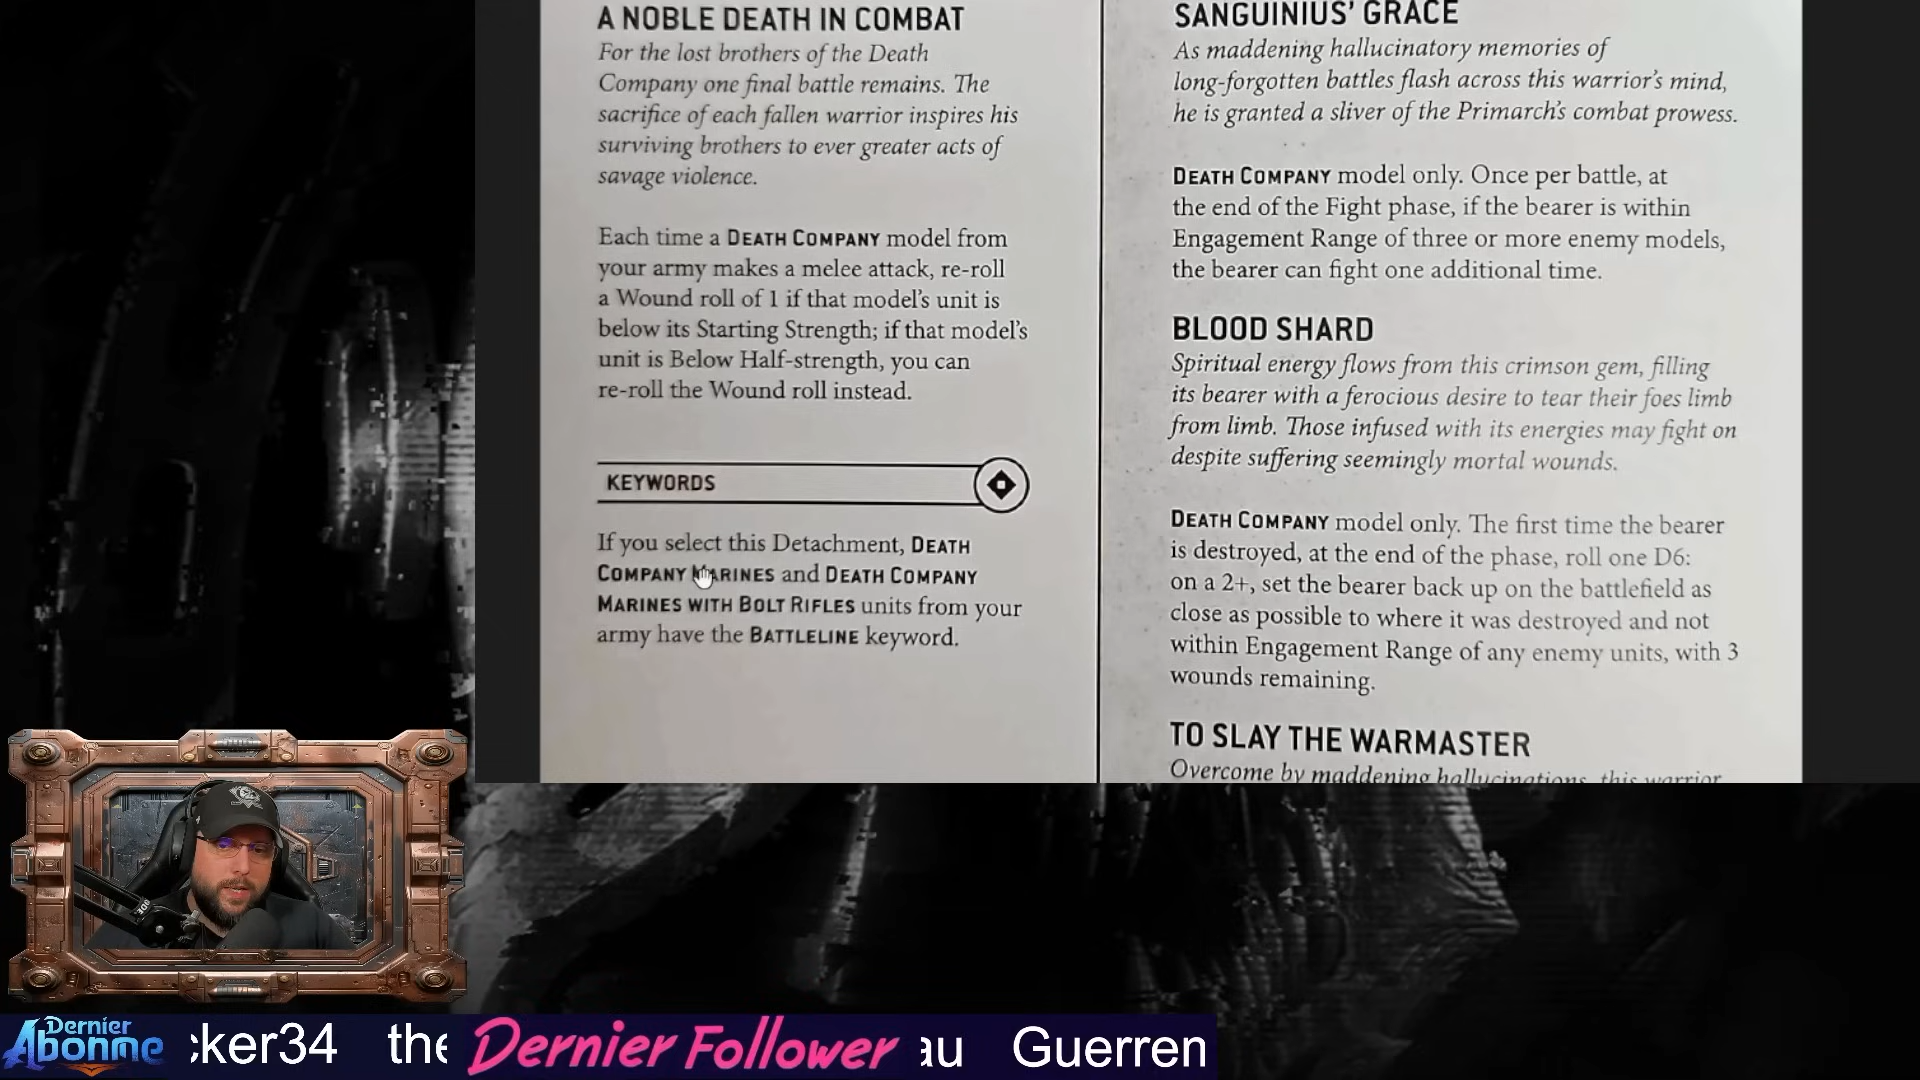 A NOBLE DEATH IN COMBAT
For the lost brothers of the Death
Company one final battle remains. The
sacrifice of each fallen warrior inspires his
surviving brothers to ever greater acts of
savage violence.
Each time a DEATH COMPANY model from
your army makes a melee attack, re-roll
a Wound roll of 1 if that model's unit is
below its Starting Strength; if that model's
unit is Below Half-strength, you can
re-roll the Wound roll instead.
KEYWORDS
If you select this Detachment, DEATH
COMPANY MARINES and DEATH COMPANY
MARINES WITH BOLT RIFLES units from your
army have the BATTLELINE keyword.
SANGUINIUS' GRACE
As maddening hallucinatory memories of
long-forgotten battles flash across this warrior's mind,
he is granted a sliver of the Primarch's combat prowess.
DEATH COMPANY model only. Once per battle, at
the end of the Fight phase, if the bearer is within
Engagement Range of three or more enemy models,
the bearer can fight one additional time.
BLOOD SHARD
Spiritual energy flows from this crimson gem, filling
its bearer with a ferocious desire to tear their foes limb
from limb. Those infused with its energies may fight on
despite suffering seemingly mortal wounds.
DEATH COMPANY model only. The first time the bearer
is destroyed, at the end of the phase, roll one D6:
on a 2+, set the bearer back up on the battlefield as
close as possible to where it was destroyed and not
within Engagement Range of any enemy units, with 3
wounds remaining.
TO SLAY THE WARMASTER
Overcome by maddening hallucinations, this warrior
Dernier
Abonné
cker34 the
Dernier Follower
au Guerren